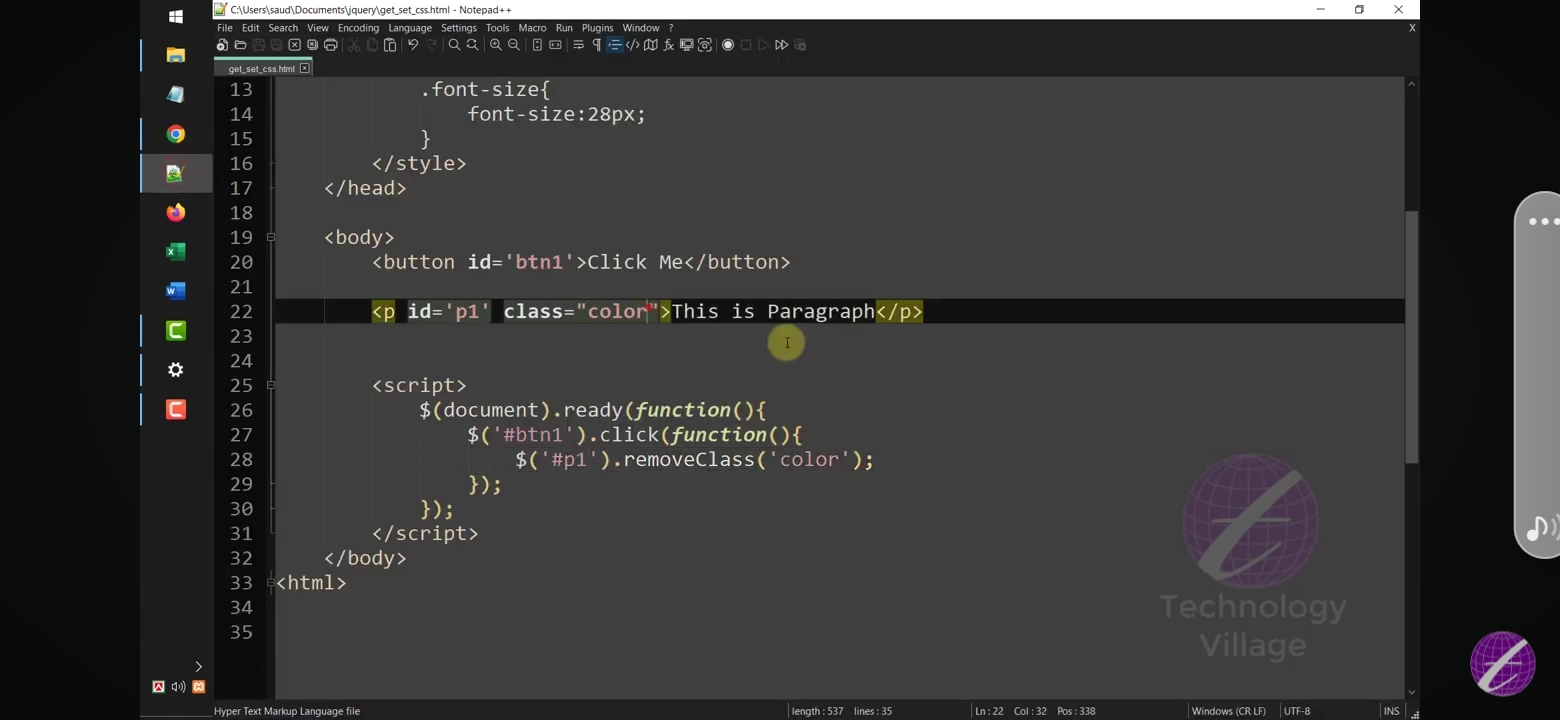 C:\Users\saud\Documents\jquery\get_set_css.html - Notepad++
File Edit Search View Encoding Language Settings Tools Macro Run Plugins Window ? X
get_set_css.html
13 .font-size{
14 font-size:28px;
15 }
16 </style>
17 </head>
18
19 <body>
20 <button id='btn1'>Click Me</button>
21
22 <p id='p1' class="color">This is Paragraph</p>
23
24
25 <script>
26 $(document).ready(function(){
27 $('#btn1').click(function(){
28 $('#p1').removeClass('color');
29 });
30 });
31 </script>
32 </body>
33 <html>
34
35
Technology
Village
Hyper Text Markup Language file length : 537 lines : 35 Ln : 22 Col : 32 Pos : 338 Windows (CR LF) UTF-8 INS